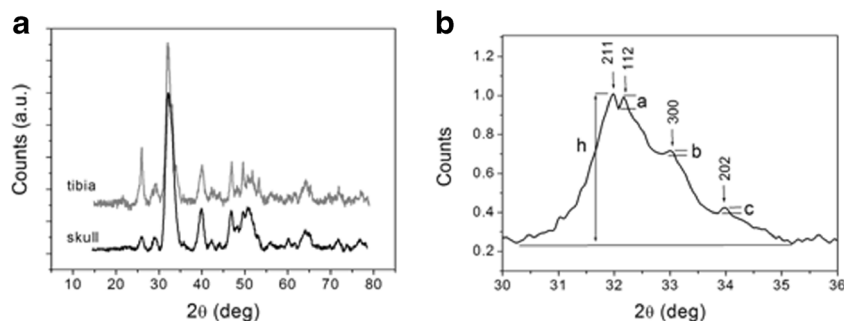 a
Counts (a.u.)
tibia
skull
10 20 30 40 50 60 70 80
2θ (deg)
b
Counts
1.2
1.0
0.8
0.6
0.4
0.2
211
112
300
202
h
a
b
c
30 31 32 33 34 35 36
2θ (deg)